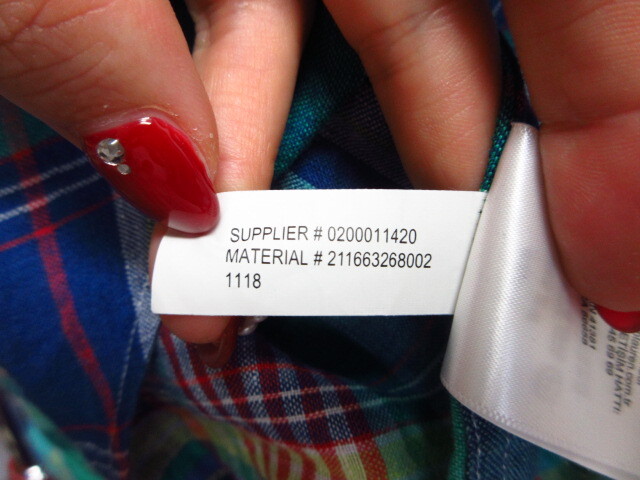 SUPPLIER # 0200011420
MATERIAL # 211663268002
1118